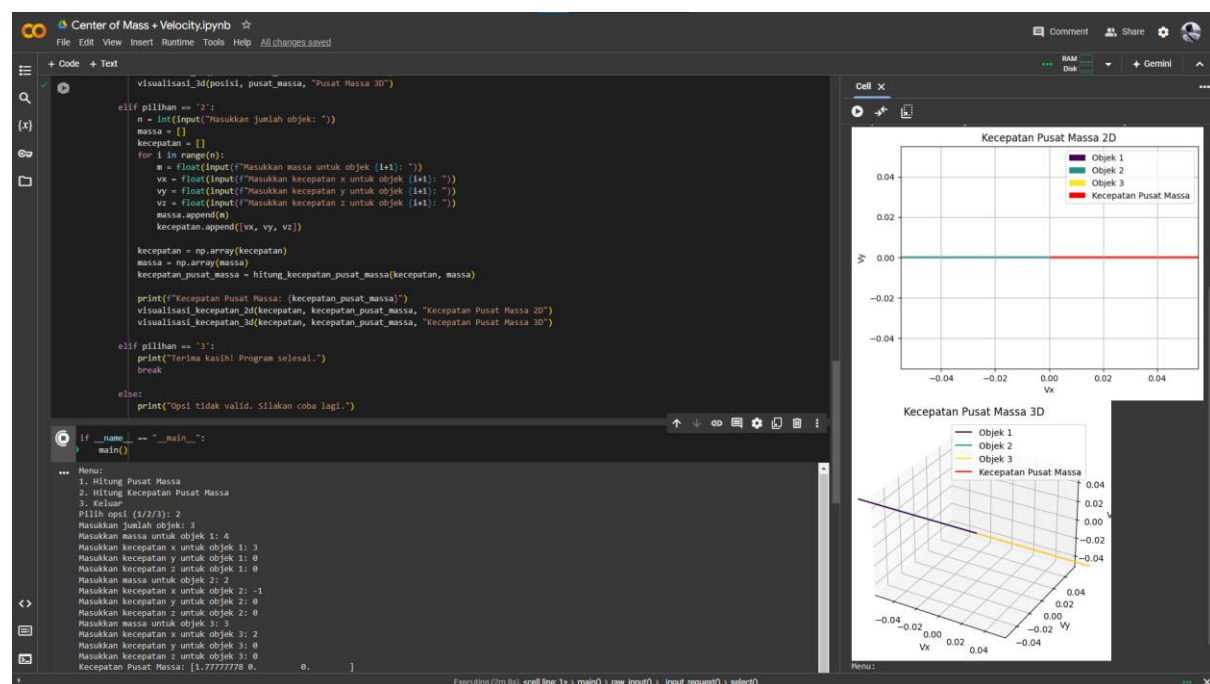 CO Center of Mass + Velocity.ipynb
File Edit View Insert Runtime Tools Help All changes saved
Comment Share
+ Code + Text
RAM
Disk
Gemini
visualisasi_3d(posisi, pusat_massa, "Pusat Massa 3D")
elif pilihan == '2':
n = int(input("Masukkan jumlah objek: "))
massa = []
kecepatan = []
for i in range(n):
m = float(input(f"Masukkan massa untuk objek {i+1}: "))
vx = float(input(f"Masukkan kecepatan x untuk objek {i+1}: "))
vy = float(input(f"Masukkan kecepatan y untuk objek {i+1}: "))
vz = float(input(f"Masukkan kecepatan z untuk objek {i+1}: "))
massa.append(m)
kecepatan.append([vx, vy, vz])
kecepatan = np.array(kecepatan)
massa = np.array(massa)
kecepatan_pusat_massa = hitung_kecepatan_pusat_massa(kecepatan, massa)
print(f"Kecepatan Pusat Massa: {kecepatan_pusat_massa}")
visualisasi_kecepatan_2d(kecepatan, kecepatan_pusat_massa, "Kecepatan Pusat Massa 2D")
visualisasi_kecepatan_3d(kecepatan, kecepatan_pusat_massa, "Kecepatan Pusat Massa 3D")
elif pilihan == '3':
print("Terima kasih! Program selesai.")
break
else:
print("Opsi tidak valid. Silakan coba lagi.")
if __name__ == "__main__":
main()
Menu:
1. Hitung Pusat Massa
2. Hitung Kecepatan Pusat Massa
3. Keluar
Pilih opsi (1/2/3): 2
Masukkan jumlah objek: 3
Masukkan massa untuk objek 1: 4
Masukkan kecepatan x untuk objek 1: 3
Masukkan kecepatan y untuk objek 1: 0
Masukkan kecepatan z untuk objek 1: 0
Masukkan massa untuk objek 2: 2
Masukkan kecepatan x untuk objek 2: -1
Masukkan kecepatan y untuk objek 2: 0
Masukkan kecepatan z untuk objek 2: 0
Masukkan massa untuk objek 3: 3
Masukkan kecepatan x untuk objek 3: 2
Masukkan kecepatan y untuk objek 3: 0
Masukkan kecepatan z untuk objek 3: 0
Kecepatan Pusat Massa: [1.77777778 0. 0. ]
Cell X
Kecepatan Pusat Massa 2D
Objek 1
Objek 2
Objek 3
Kecepatan Pusat Massa
0.04
0.02
0.00
−0.02
−0.04
Vy
−0.04 −0.02 0.00 0.02 0.04
Vx
Kecepatan Pusat Massa 3D
Objek 1
Objek 2
Objek 3
Kecepatan Pusat Massa
0.04
0.02
0.00
−0.02
−0.04
0.04
0.02
0.00
−0.02
Vy
−0.04
−0.04
−0.02
0.00
0.02
0.04
Vx
Menu:
Executing (2m 8s) <cell line: 1> > main() > raw_input() > _input_request() > select()